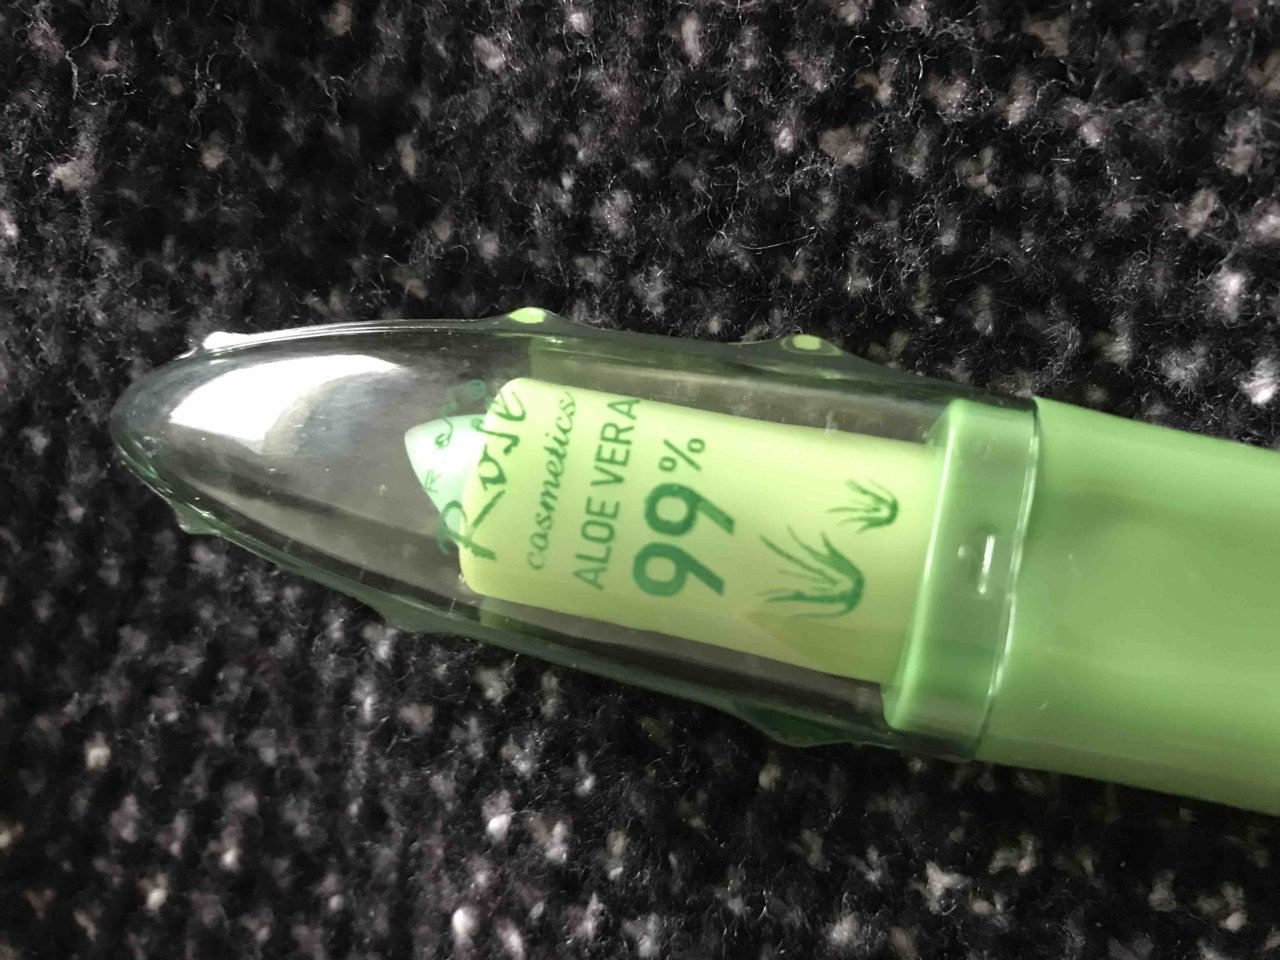 Rose
cosmetics
ALOE VERA
99%